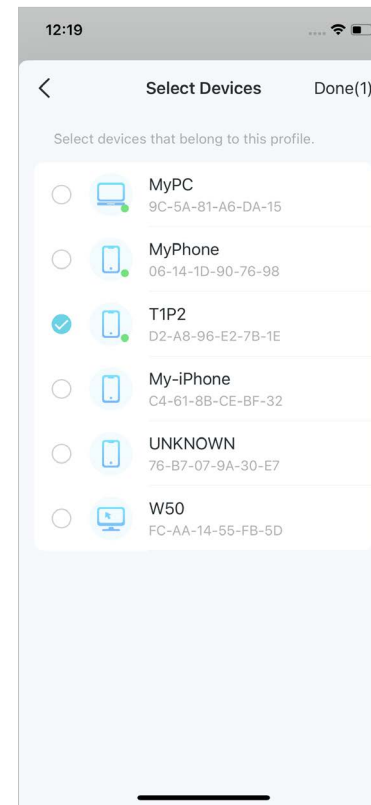 12:19
Select Devices
Done(1)
Select devices that belong to this profile.
MyPC
9C-5A-81-A6-DA-15
MyPhone
06-14-1D-90-76-98
T1P2
D2-A8-96-E2-7B-1E
My-iPhone
C4-61-8B-CE-BF-32
UNKNOWN
76-B7-07-9A-30-E7
W50
FC-AA-14-55-FB-5D